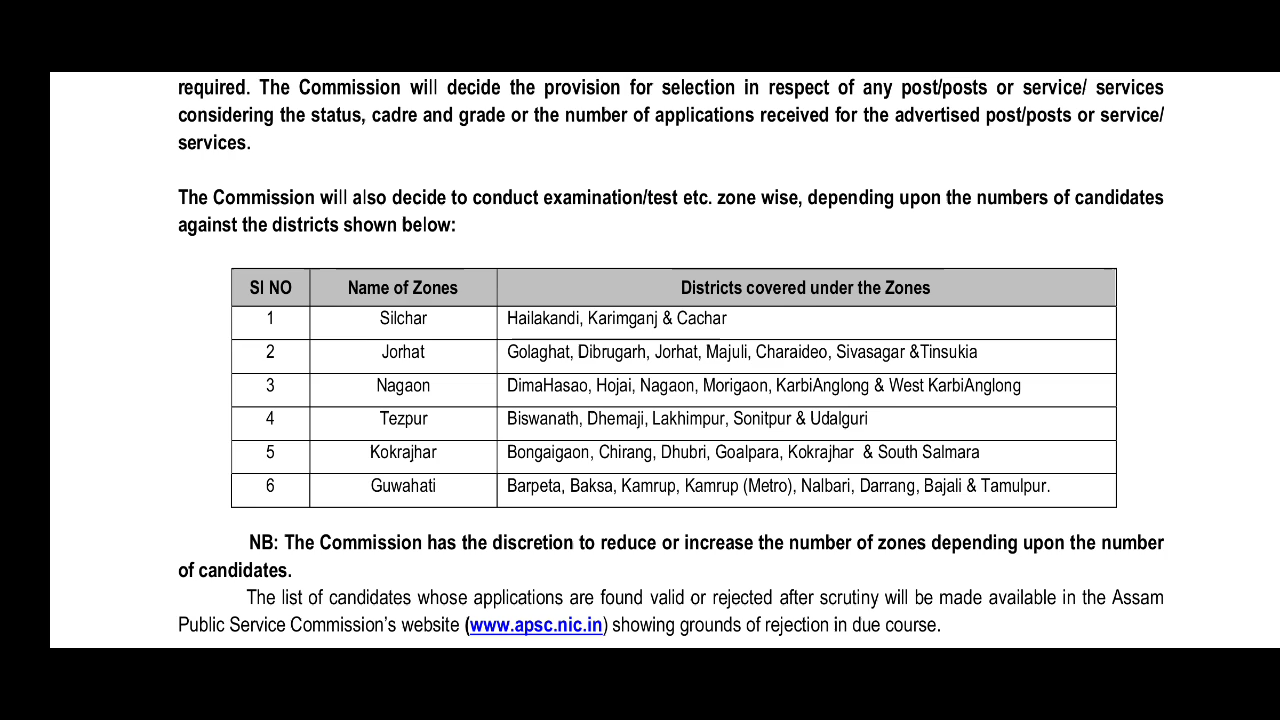 required. The Commission will decide the provision for selection in respect of any post/posts or service/ services
considering the status, cadre and grade or the number of applications received for the advertised post/posts or service/
services.
The Commission will also decide to conduct examination/test etc. zone wise, depending upon the numbers of candidates
against the districts shown below:
Sl NO Name of Zones Districts covered under the Zones
1 Silchar Hailakandi, Karimganj & Cachar
2 Jorhat Golaghat, Dibrugarh, Jorhat, Majuli, Charaideo, Sivasagar &Tinsukia
3 Nagaon DimaHasao, Hojai, Nagaon, Morigaon, KarbiAnglong & West KarbiAnglong
4 Tezpur Biswanath, Dhemaji, Lakhimpur, Sonitpur & Udalguri
5 Kokrajhar Bongaigaon, Chirang, Dhubri, Goalpara, Kokrajhar & South Salmara
6 Guwahati Barpeta, Baksa, Kamrup, Kamrup (Metro), Nalbari, Darrang, Bajali & Tamulpur.
NB: The Commission has the discretion to reduce or increase the number of zones depending upon the number
of candidates.
The list of candidates whose applications are found valid or rejected after scrutiny will be made available in the Assam
Public Service Commission's website (www.apsc.nic.in) showing grounds of rejection in due course.